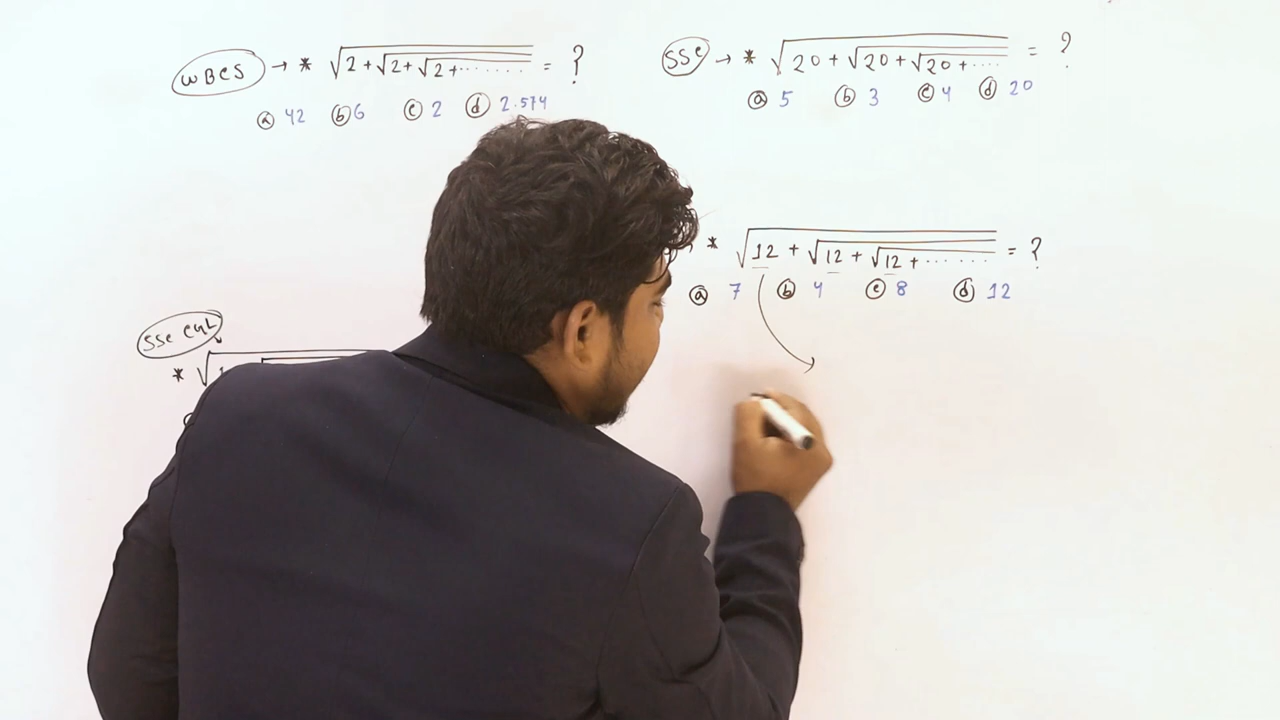 WBCS → * √2+√2+√2+....... = ?
ⓐ 42 ⓑ 6 ⓒ 2 ⓓ 2.574
SSC → * √20+√20+√20+.... = ?
ⓐ 5 ⓑ 3 ⓒ 4 ⓓ 20
* √12+√12+√12+...... = ?
ⓐ 7 ⓑ 4 ⓒ 8 ⓓ 12
SSC CGL
* √